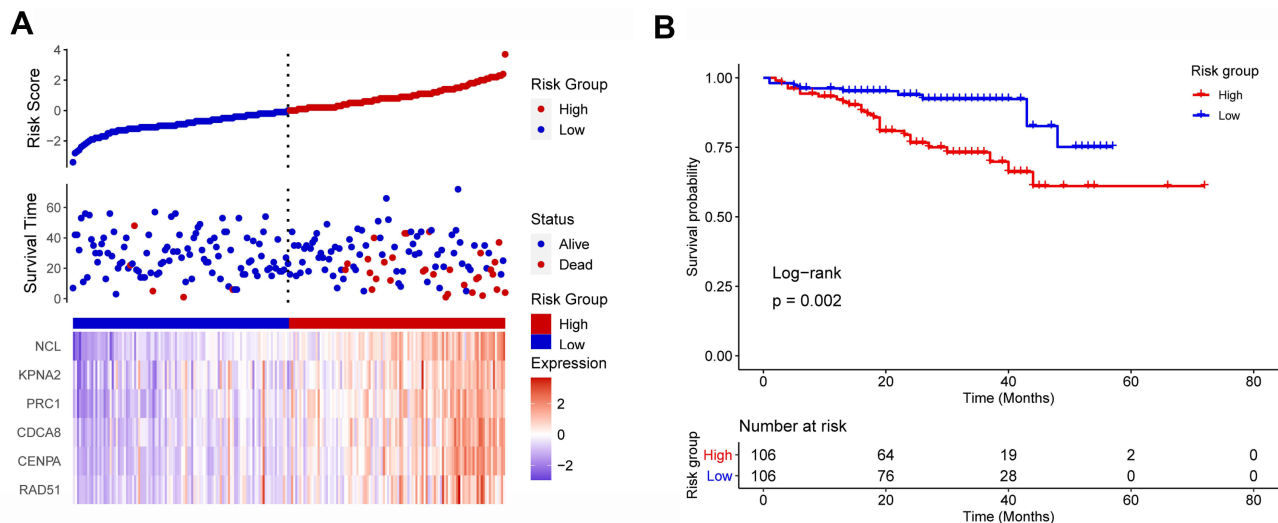 A
Risk Score
4
2
0
−2
Risk Group
High
Low
Survival Time
60
40
20
0
Status
Alive
Dead
Risk Group
High
Low
NCL
KPNA2
PRC1
CDCA8
CENPA
RAD51
Expression
2
0
−2
B
Survival probability
1.00
0.75
0.50
0.25
0.00
Risk group
High
Low
Log−rank
p = 0.002
0 20 40 60 80
Time (Months)
Number at risk
Risk group
High 106 64 19 2 0
Low 106 76 28 0 0
0 20 40 60 80
Time (Months)